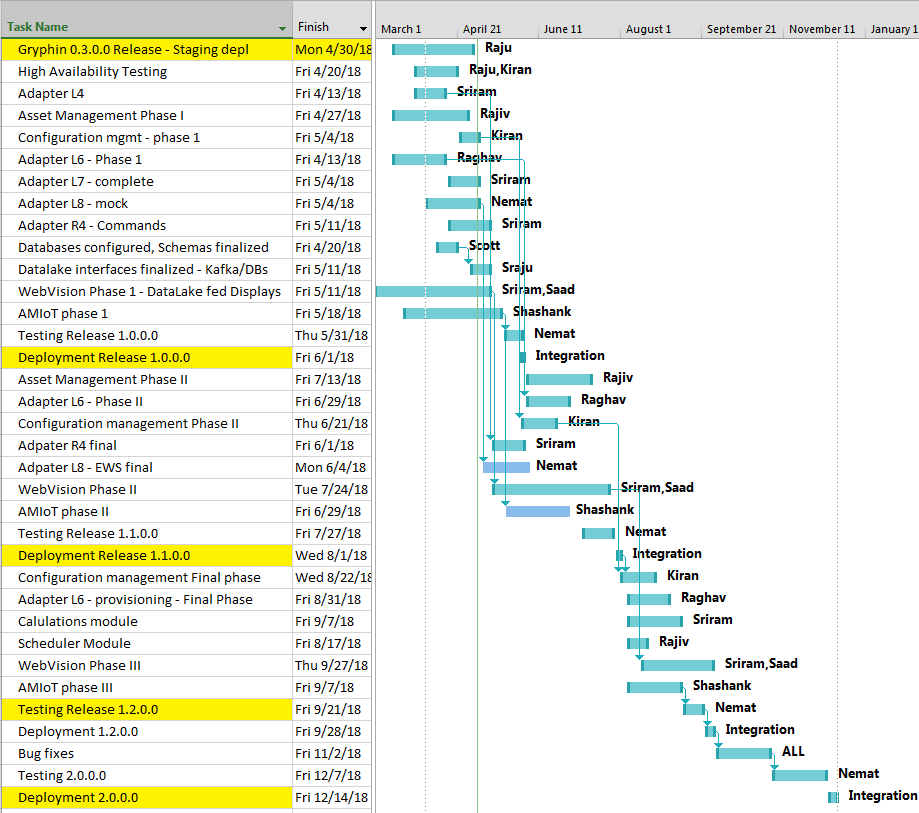 Task Name Finish March 1 April 21 June 11 August 1 September 21 November 11 January 1
Gryphin 0.3.0.0 Release - Staging depl Mon 4/30/18 Raju
High Availability Testing Fri 4/20/18 Raju,Kiran
Adapter L4 Fri 4/13/18 Sriram
Asset Management Phase I Fri 4/27/18 Rajiv
Configuration mgmt - phase 1 Fri 5/4/18 Kiran
Adapter L6 - Phase 1 Fri 4/13/18 Raghav
Adapter L7 - complete Fri 5/4/18 Sriram
Adapter L8 - mock Fri 5/4/18 Nemat
Adapter R4 - Commands Fri 5/11/18 Sriram
Databases configured, Schemas finalized Fri 4/20/18 Scott
Datalake interfaces finalized - Kafka/DBs Fri 5/11/18 Sraju
WebVision Phase 1 - DataLake fed Displays Fri 5/11/18 Sriram,Saad
AMIoT phase 1 Fri 5/18/18 Shashank
Testing Release 1.0.0.0 Thu 5/31/18 Nemat
Deployment Release 1.0.0.0 Fri 6/1/18 Integration
Asset Management Phase II Fri 7/13/18 Rajiv
Adapter L6 - Phase II Fri 6/29/18 Raghav
Configuration management Phase II Thu 6/21/18 Kiran
Adpater R4 final Fri 6/1/18 Sriram
Adpater L8 - EWS final Mon 6/4/18 Nemat
WebVision Phase II Tue 7/24/18 Sriram,Saad
AMIoT phase II Fri 6/29/18 Shashank
Testing Release 1.1.0.0 Fri 7/27/18 Nemat
Deployment Release 1.1.0.0 Wed 8/1/18 Integration
Configuration management Final phase Wed 8/22/18 Kiran
Adapter L6 - provisioning - Final Phase Fri 8/31/18 Raghav
Calulations module Fri 9/7/18 Sriram
Scheduler Module Fri 8/17/18 Rajiv
WebVision Phase III Thu 9/27/18 Sriram,Saad
AMIoT phase III Fri 9/7/18 Shashank
Testing Release 1.2.0.0 Fri 9/21/18 Nemat
Deployment 1.2.0.0 Fri 9/28/18 Integration
Bug fixes Fri 11/2/18 ALL
Testing 2.0.0.0 Fri 12/7/18 Nemat
Deployment 2.0.0.0 Fri 12/14/18 Integration